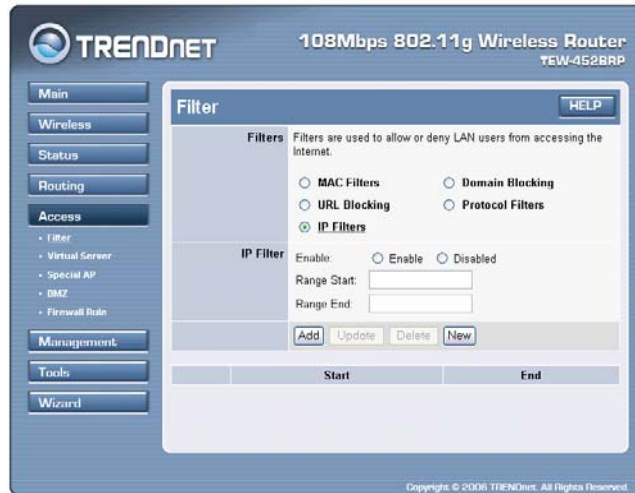 TRENDNET
108Mbps 802.11g Wireless Router
TEW-452BRP
Main
Wireless
Status
Routing
Access
Filter
Virtual Server
Special AP
DMZ
Firewall Rule
Management
Tools
Wizard
Filter
HELP
Filters
Filters are used to allow or deny LAN users from accessing the
Internet.
MAC Filters
Domain Blocking
URL Blocking
Protocol Filters
IP Filters
IP Filter
Enable:
Enable
Disabled
Range Start:
Range End:
Add
Update
Delete
New
Start
End
Copyright © 2006 TRENDnet. All Rights Reserved.